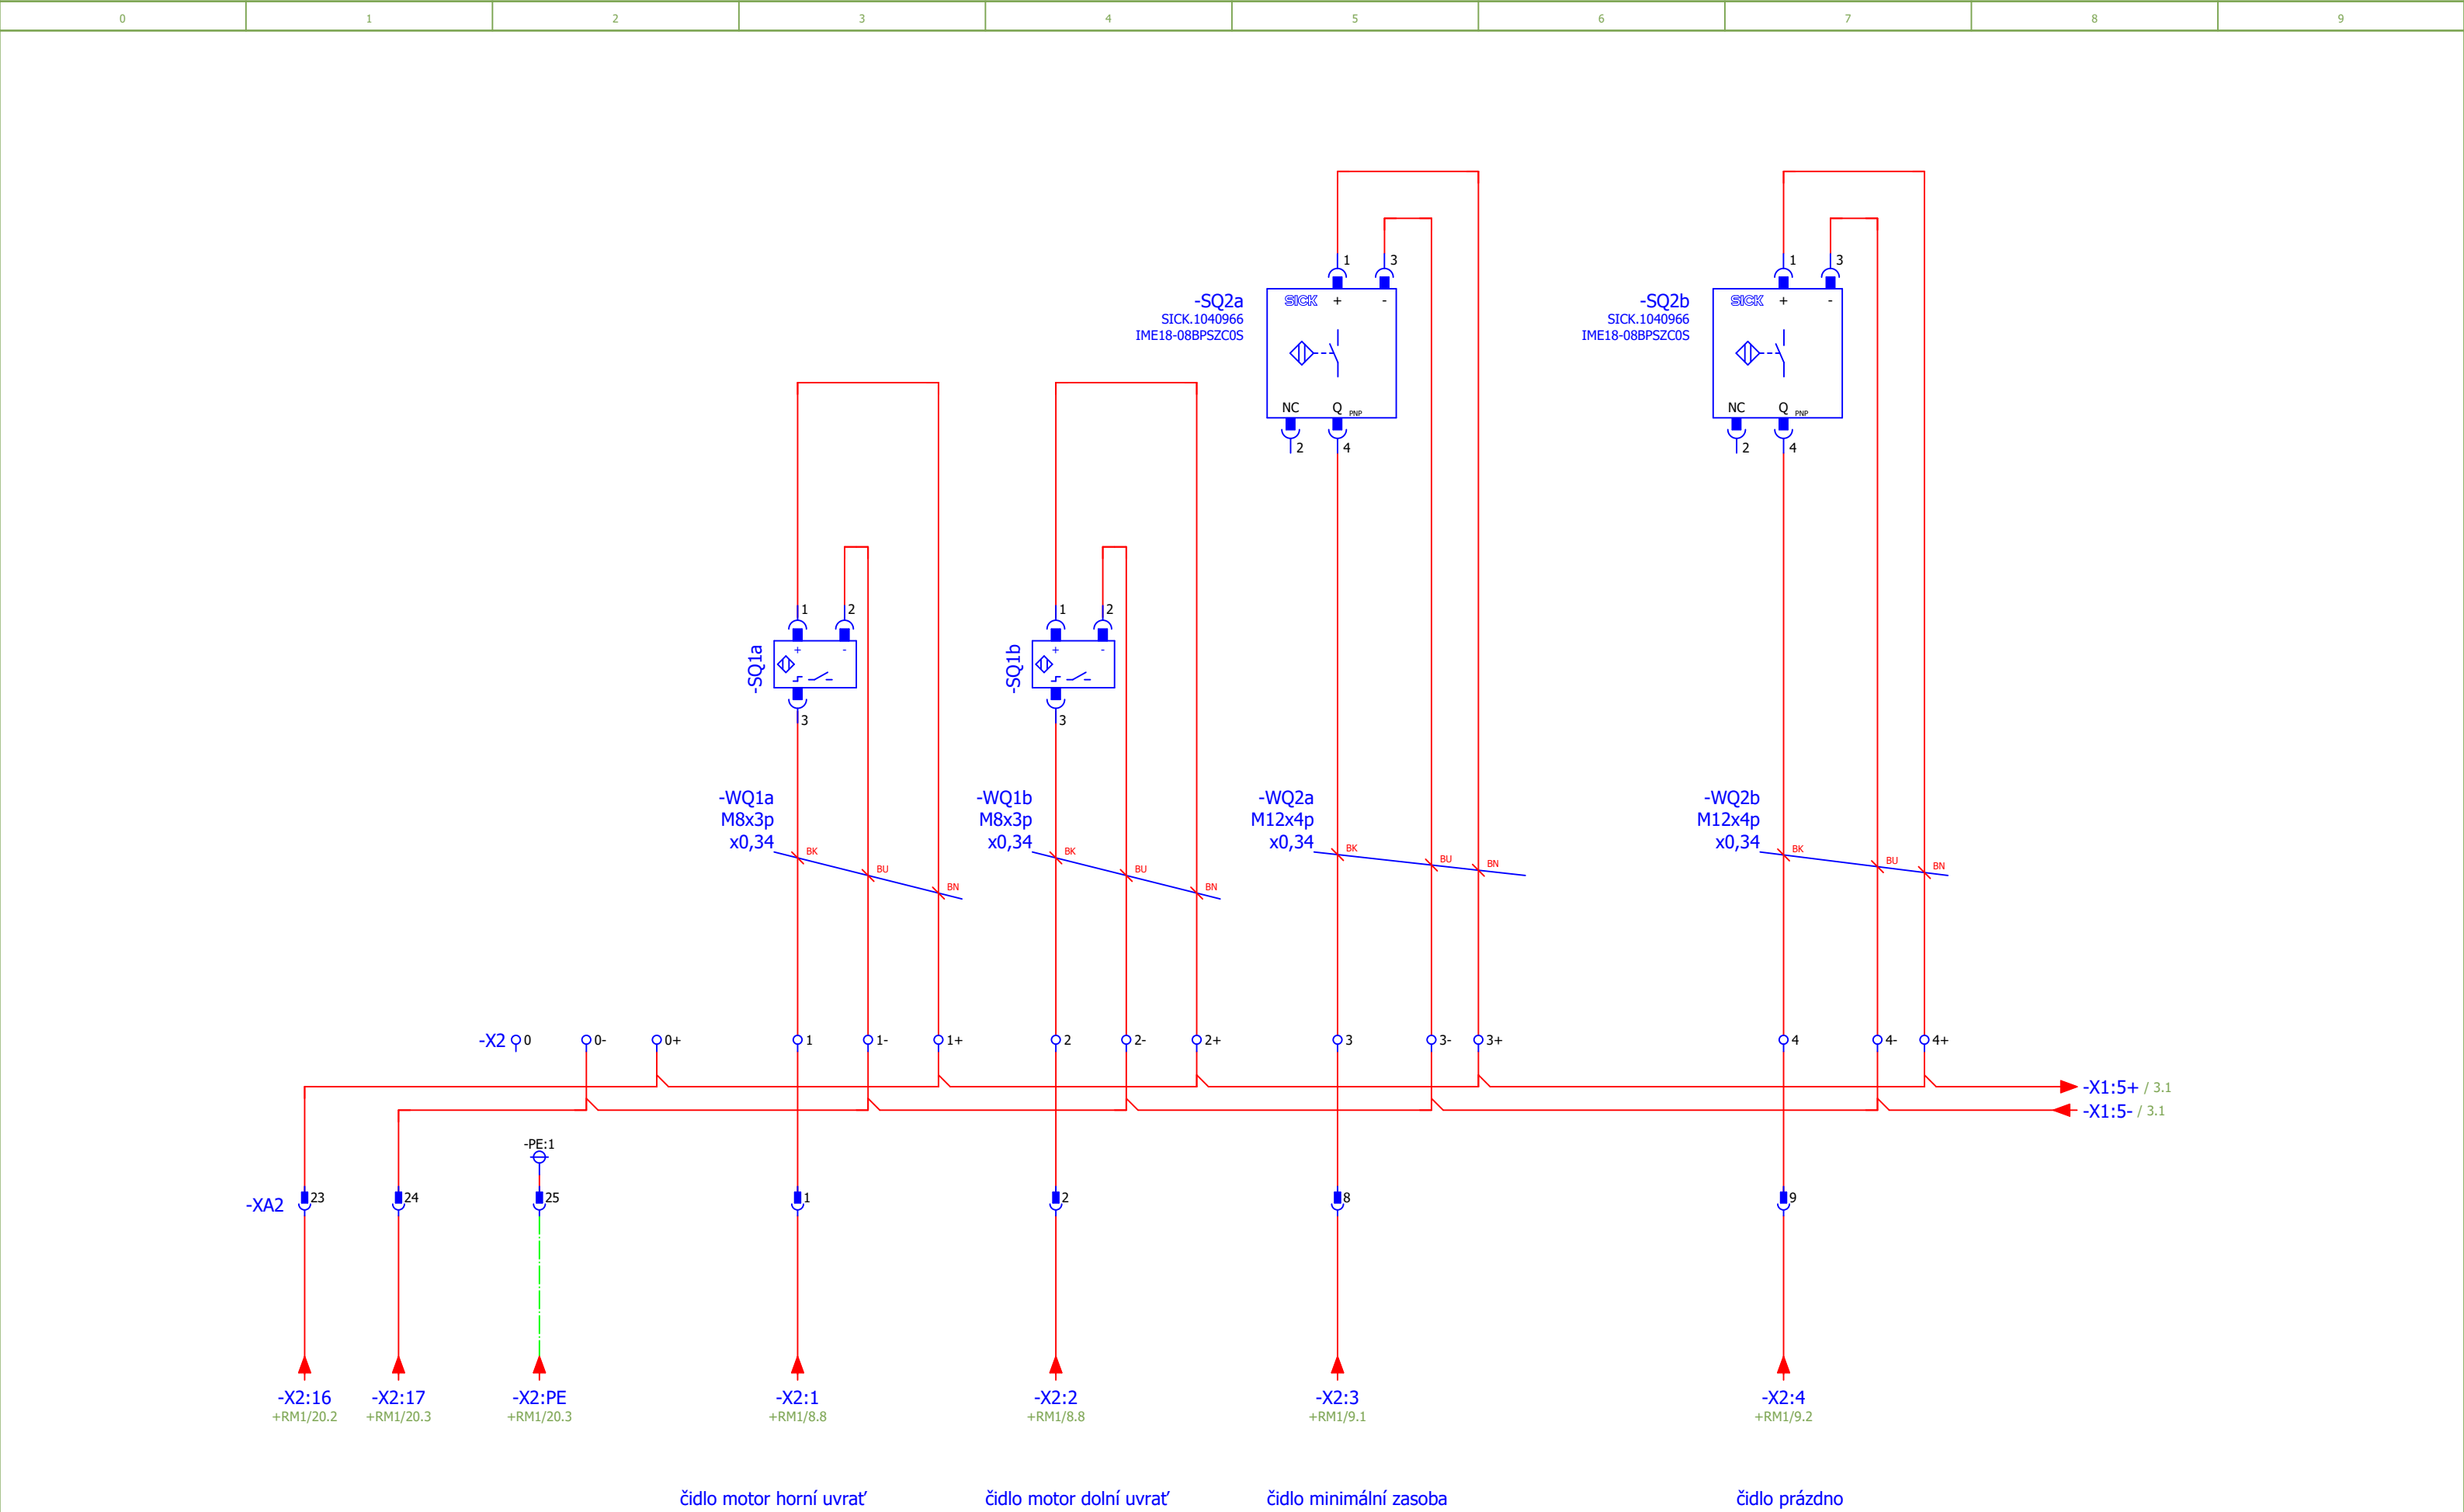 0 1 2 3 4 5 6 7 8 9
1 3 1 3
-SQ2a SICK + - -SQ2b SICK + -
SICK.1040966 SICK.1040966
IME18-08BPSZC0S IME18-08BPSZC0S
NC Q PNP NC Q PNP
2 4 2 4
1 2 1 2
-SQ1a + - -SQ1b + -
3 3
-WQ1a -WQ1b -WQ2a -WQ2b
M8x3p M8x3p M12x4p M12x4p
x0,34 x0,34 x0,34 x0,34
BK BU BN BK BU BN BK BU BN BK BU BN
-X2 0 0- 0+ 1 1- 1+ 2 2- 2+ 3 3- 3+ 4 4- 4+
-X1:5+ / 3.1
-X1:5- / 3.1
-PE:1
-XA2 23 24 25 1 2 8 9
-X2:16 -X2:17 -X2:PE -X2:1 -X2:2 -X2:3 -X2:4
+RM1/20.2 +RM1/20.3 +RM1/20.3 +RM1/8.8 +RM1/8.8 +RM1/9.1 +RM1/9.2
čidlo motor horní uvrať čidlo motor dolní uvrať čidlo minimální zasoba čidlo prázdno